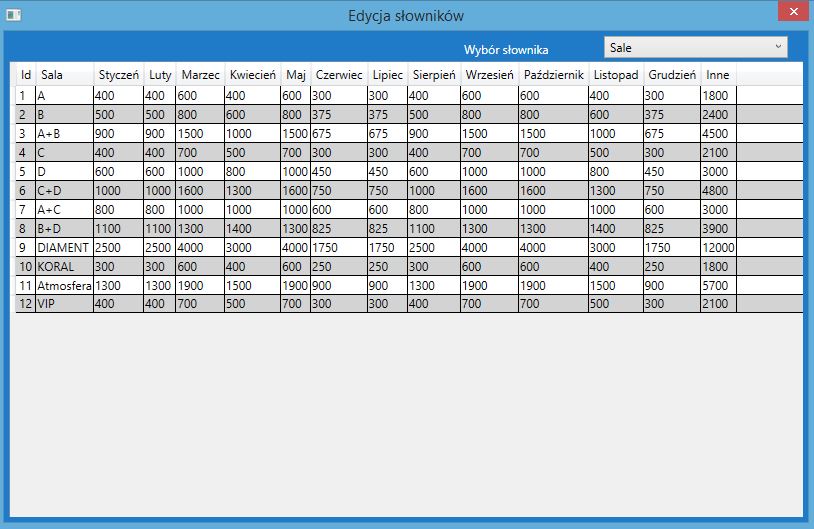 Edycja słowników
Wybór słownika Sale
Id Sala Styczeń Luty Marzec Kwiecień Maj Czerwiec Lipiec Sierpień Wrzesień Październik Listopad Grudzień Inne
1 A 400 400 600 400 600 300 300 400 600 600 400 300 1800
2 B 500 500 800 600 800 375 375 500 800 800 600 375 2400
3 A+B 900 900 1500 1000 1500 675 675 900 1500 1500 1000 675 4500
4 C 400 400 700 500 700 300 300 400 700 700 500 300 2100
5 D 600 600 1000 800 1000 450 450 600 1000 1000 800 450 3000
6 C+D 1000 1000 1600 1300 1600 750 750 1000 1600 1600 1300 750 4800
7 A+C 800 800 1000 1000 1000 600 600 800 1000 1000 1000 600 3000
8 B+D 1100 1100 1300 1400 1300 825 825 1100 1300 1300 1400 825 3900
9 DIAMENT 2500 2500 4000 3000 4000 1750 1750 2500 4000 4000 3000 1750 12000
10 KORAL 300 300 600 400 600 250 250 300 600 600 400 250 1800
11 Atmosfera 1300 1300 1900 1500 1900 900 900 1300 1900 1900 1500 900 5700
12 VIP 400 400 700 500 700 300 300 400 700 700 500 300 2100